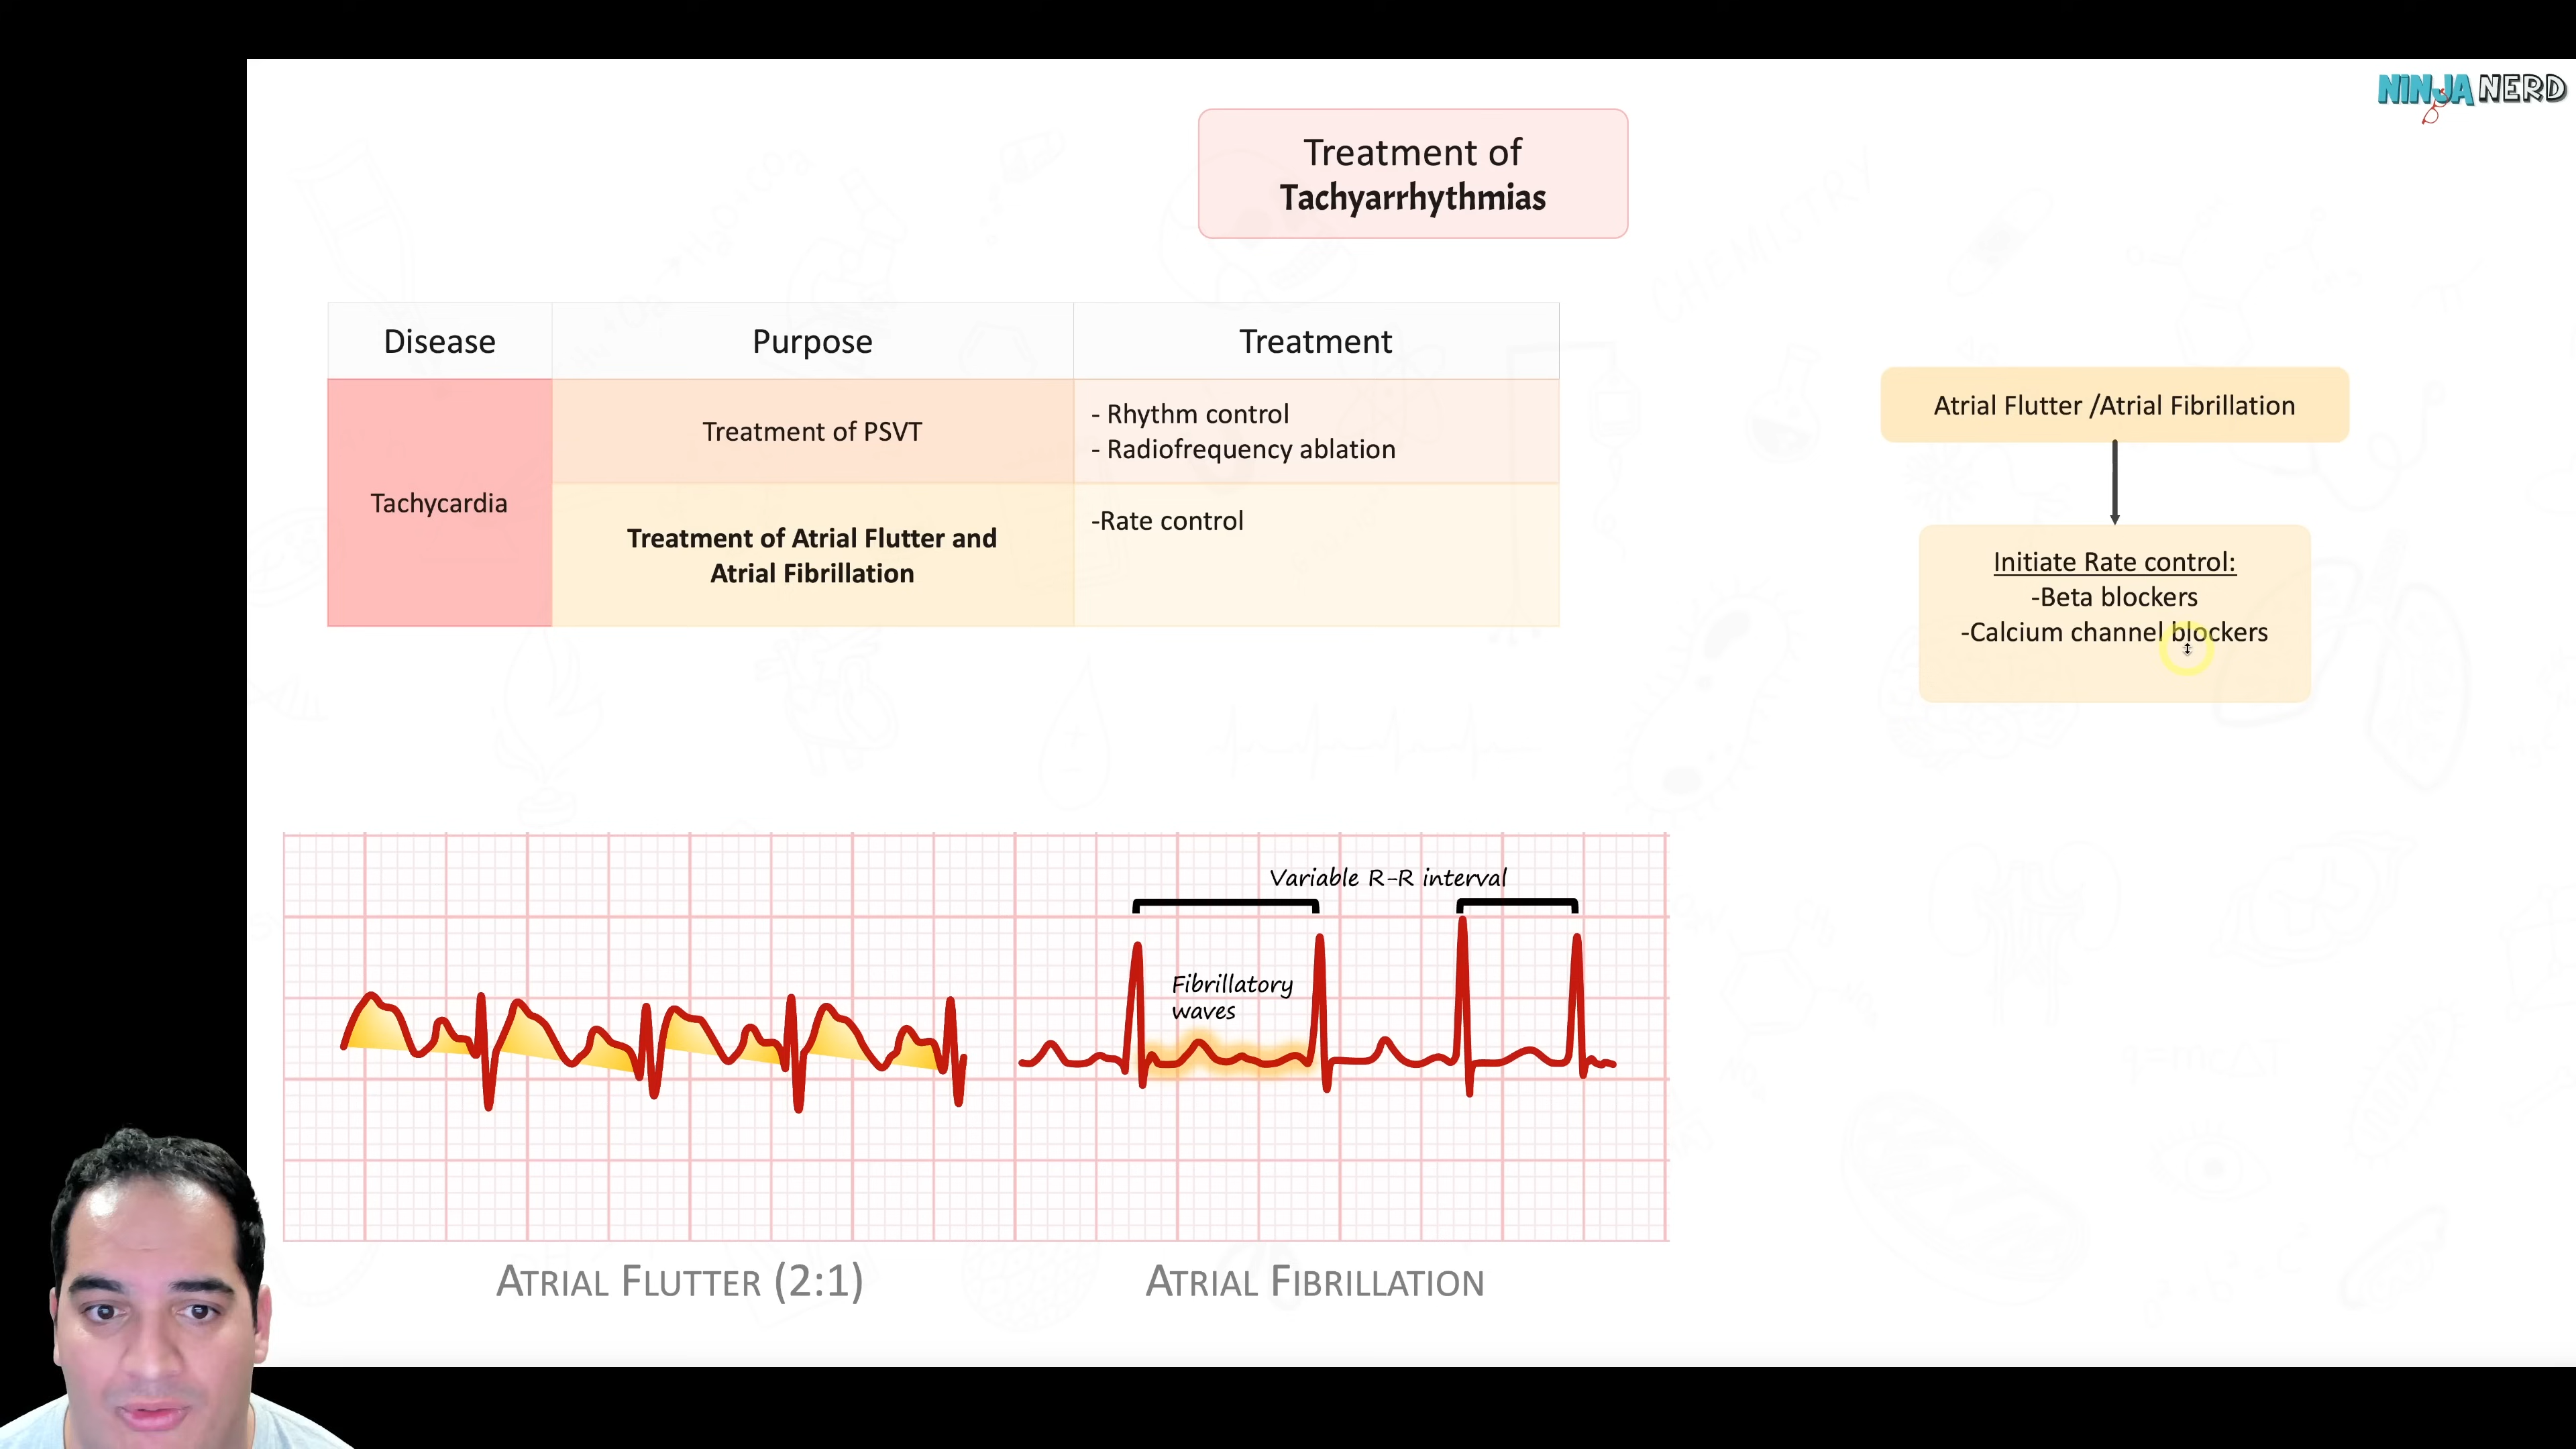 NINJA NERD
Treatment of
Tachyarrhythmias
Disease
Purpose
Treatment
Tachycardia
Treatment of PSVT
- Rhythm control
- Radiofrequency ablation
Treatment of Atrial Flutter and
Atrial Fibrillation
-Rate control
Atrial Flutter /Atrial Fibrillation
Initiate Rate control:
-Beta blockers
-Calcium channel blockers
Variable R-R interval
Fibrillatory
waves
ATRIAL FLUTTER (2:1)
ATRIAL FIBRILLATION
CHEMISTRY